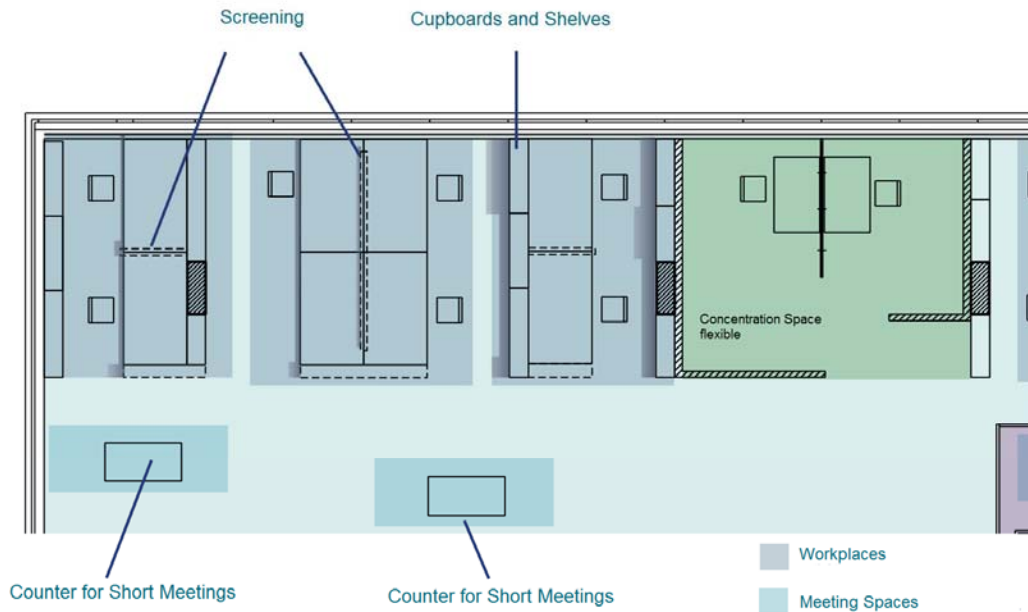 Screening
Cupboards and Shelves
Concentration Space
flexible
Counter for Short Meetings
Counter for Short Meetings
Workplaces
Meeting Spaces